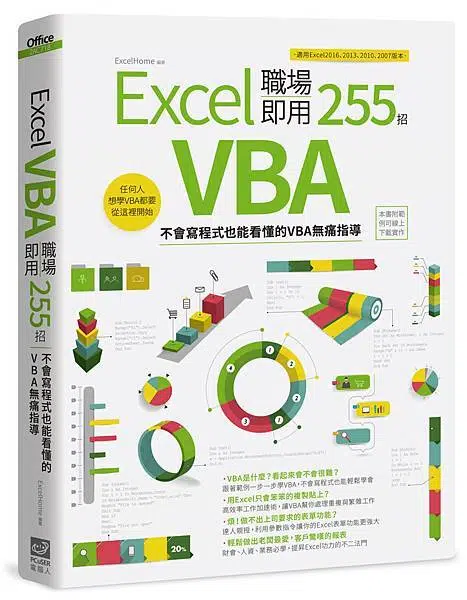 ‧適用Excel2016、2013、2010、2007版本‧
ExcelHome 編著
Excel 職場即用 255招
VBA
任何人
想學VBA都要
從這裡開始
不會寫程式也能看懂的VBA無痛指導
本書附範
例可線上
下載實作
‧VBA是什麼？看起來會不會很難？
跟著範例一步一步學VBA，不會寫程式也能輕鬆學會
‧用Excel只會笨笨的複製貼上？
高效率工作加速術，讓VBA幫你處理重複與繁雜工作
‧煩！做不出上司要求的表單功能？
達人親授，利用參數指令讓你的Excel表單功能更強大
‧輕鬆做出老闆最愛，客戶驚嘆的報表
財會、人資、業務必學，提昇Excel功力的不二法門
20%
Office
Excel VBA 職場即用 255招
不會寫程式也能看懂的
VBA無痛指導
ExcelHome 編著
PCuSER
電腦人